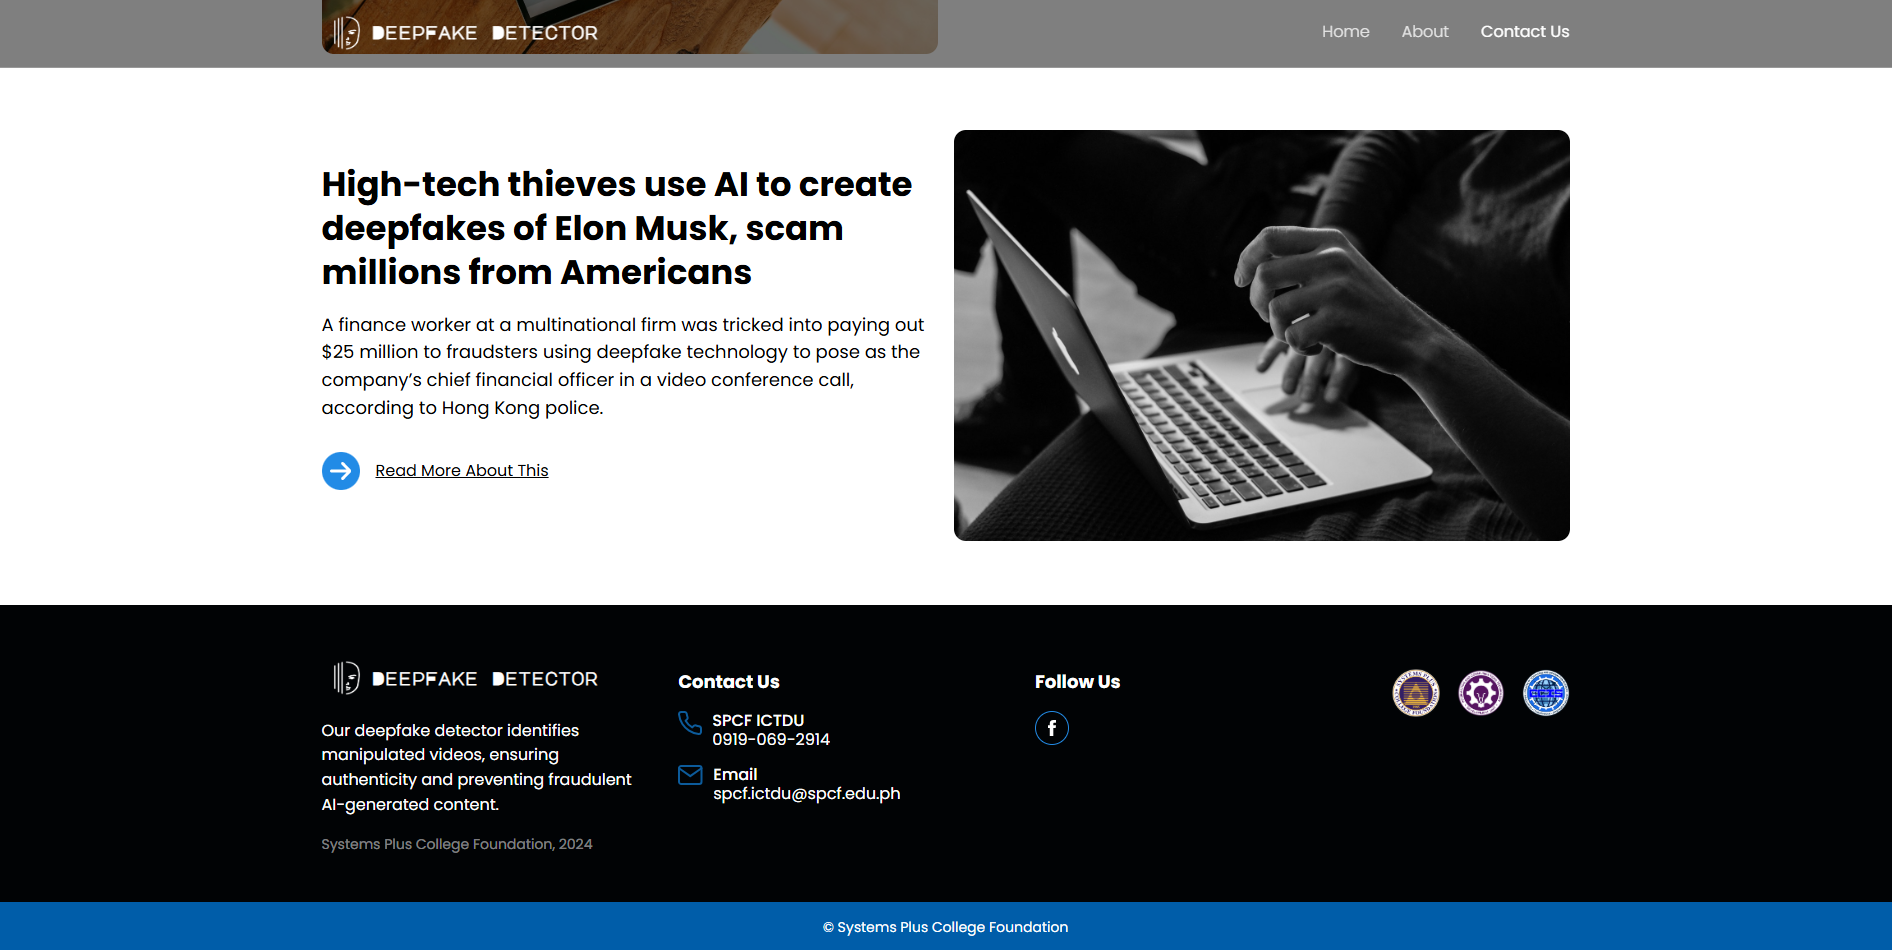 DEEPFAKE DETECTOR
Home
About
Contact Us
High-tech thieves use AI to create
deepfakes of Elon Musk, scam
millions from Americans
A finance worker at a multinational firm was tricked into paying out
$25 million to fraudsters using deepfake technology to pose as the
company's chief financial officer in a video conference call,
according to Hong Kong police.
Read More About This
DEEPFAKE DETECTOR
Our deepfake detector identifies
manipulated videos, ensuring
authenticity and preventing fraudulent
AI-generated content.
Systems Plus College Foundation, 2024
Contact Us
SPCF ICTDU
0919-069-2914
Email
spcf.ictdu@spcf.edu.ph
Follow Us
© Systems Plus College Foundation